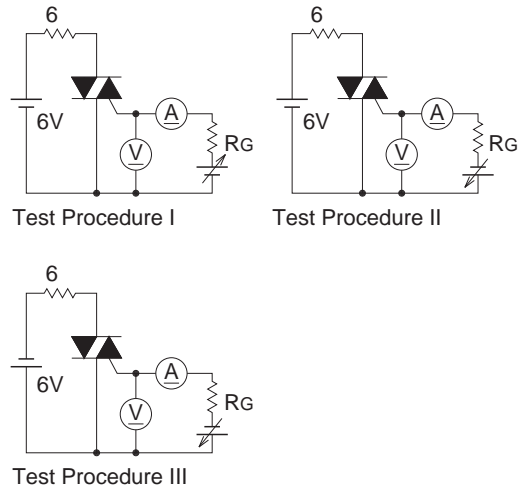 6
6V
A
V
RG
Test Procedure I
6
6V
A
V
RG
Test Procedure II
6
6V
A
V
RG
Test Procedure III